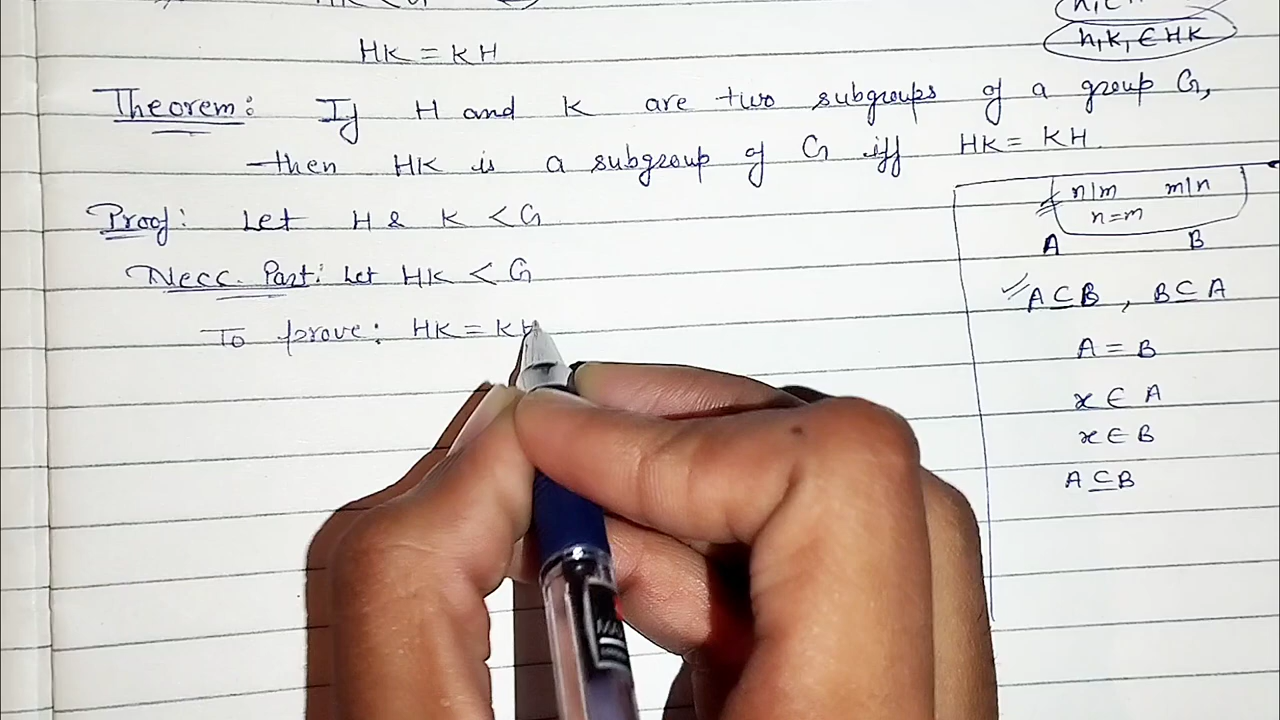 HK = KH
h₁k₁ ∈ HK
Theorem: If H and K are two subgroups of a group G,
then HK is a subgroup of G iff HK = KH.
Proof: Let H & K < G
Necc. Part: Let HK < G
To prove: HK = KH
n|m m|n
n=m
A B
A ⊆ B , B ⊆ A
A = B
x ∈ A
x ∈ B
A ⊆ B